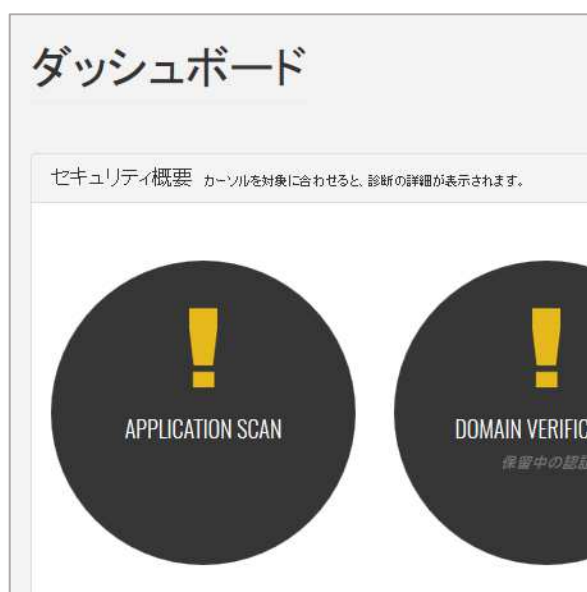 ダッシュボード
セキュリティ概要 カーソルを対象に合わせると、診断の詳細が表示されます。
!
!
APPLICATION SCAN
DOMAIN VERIFIC
保留中の認